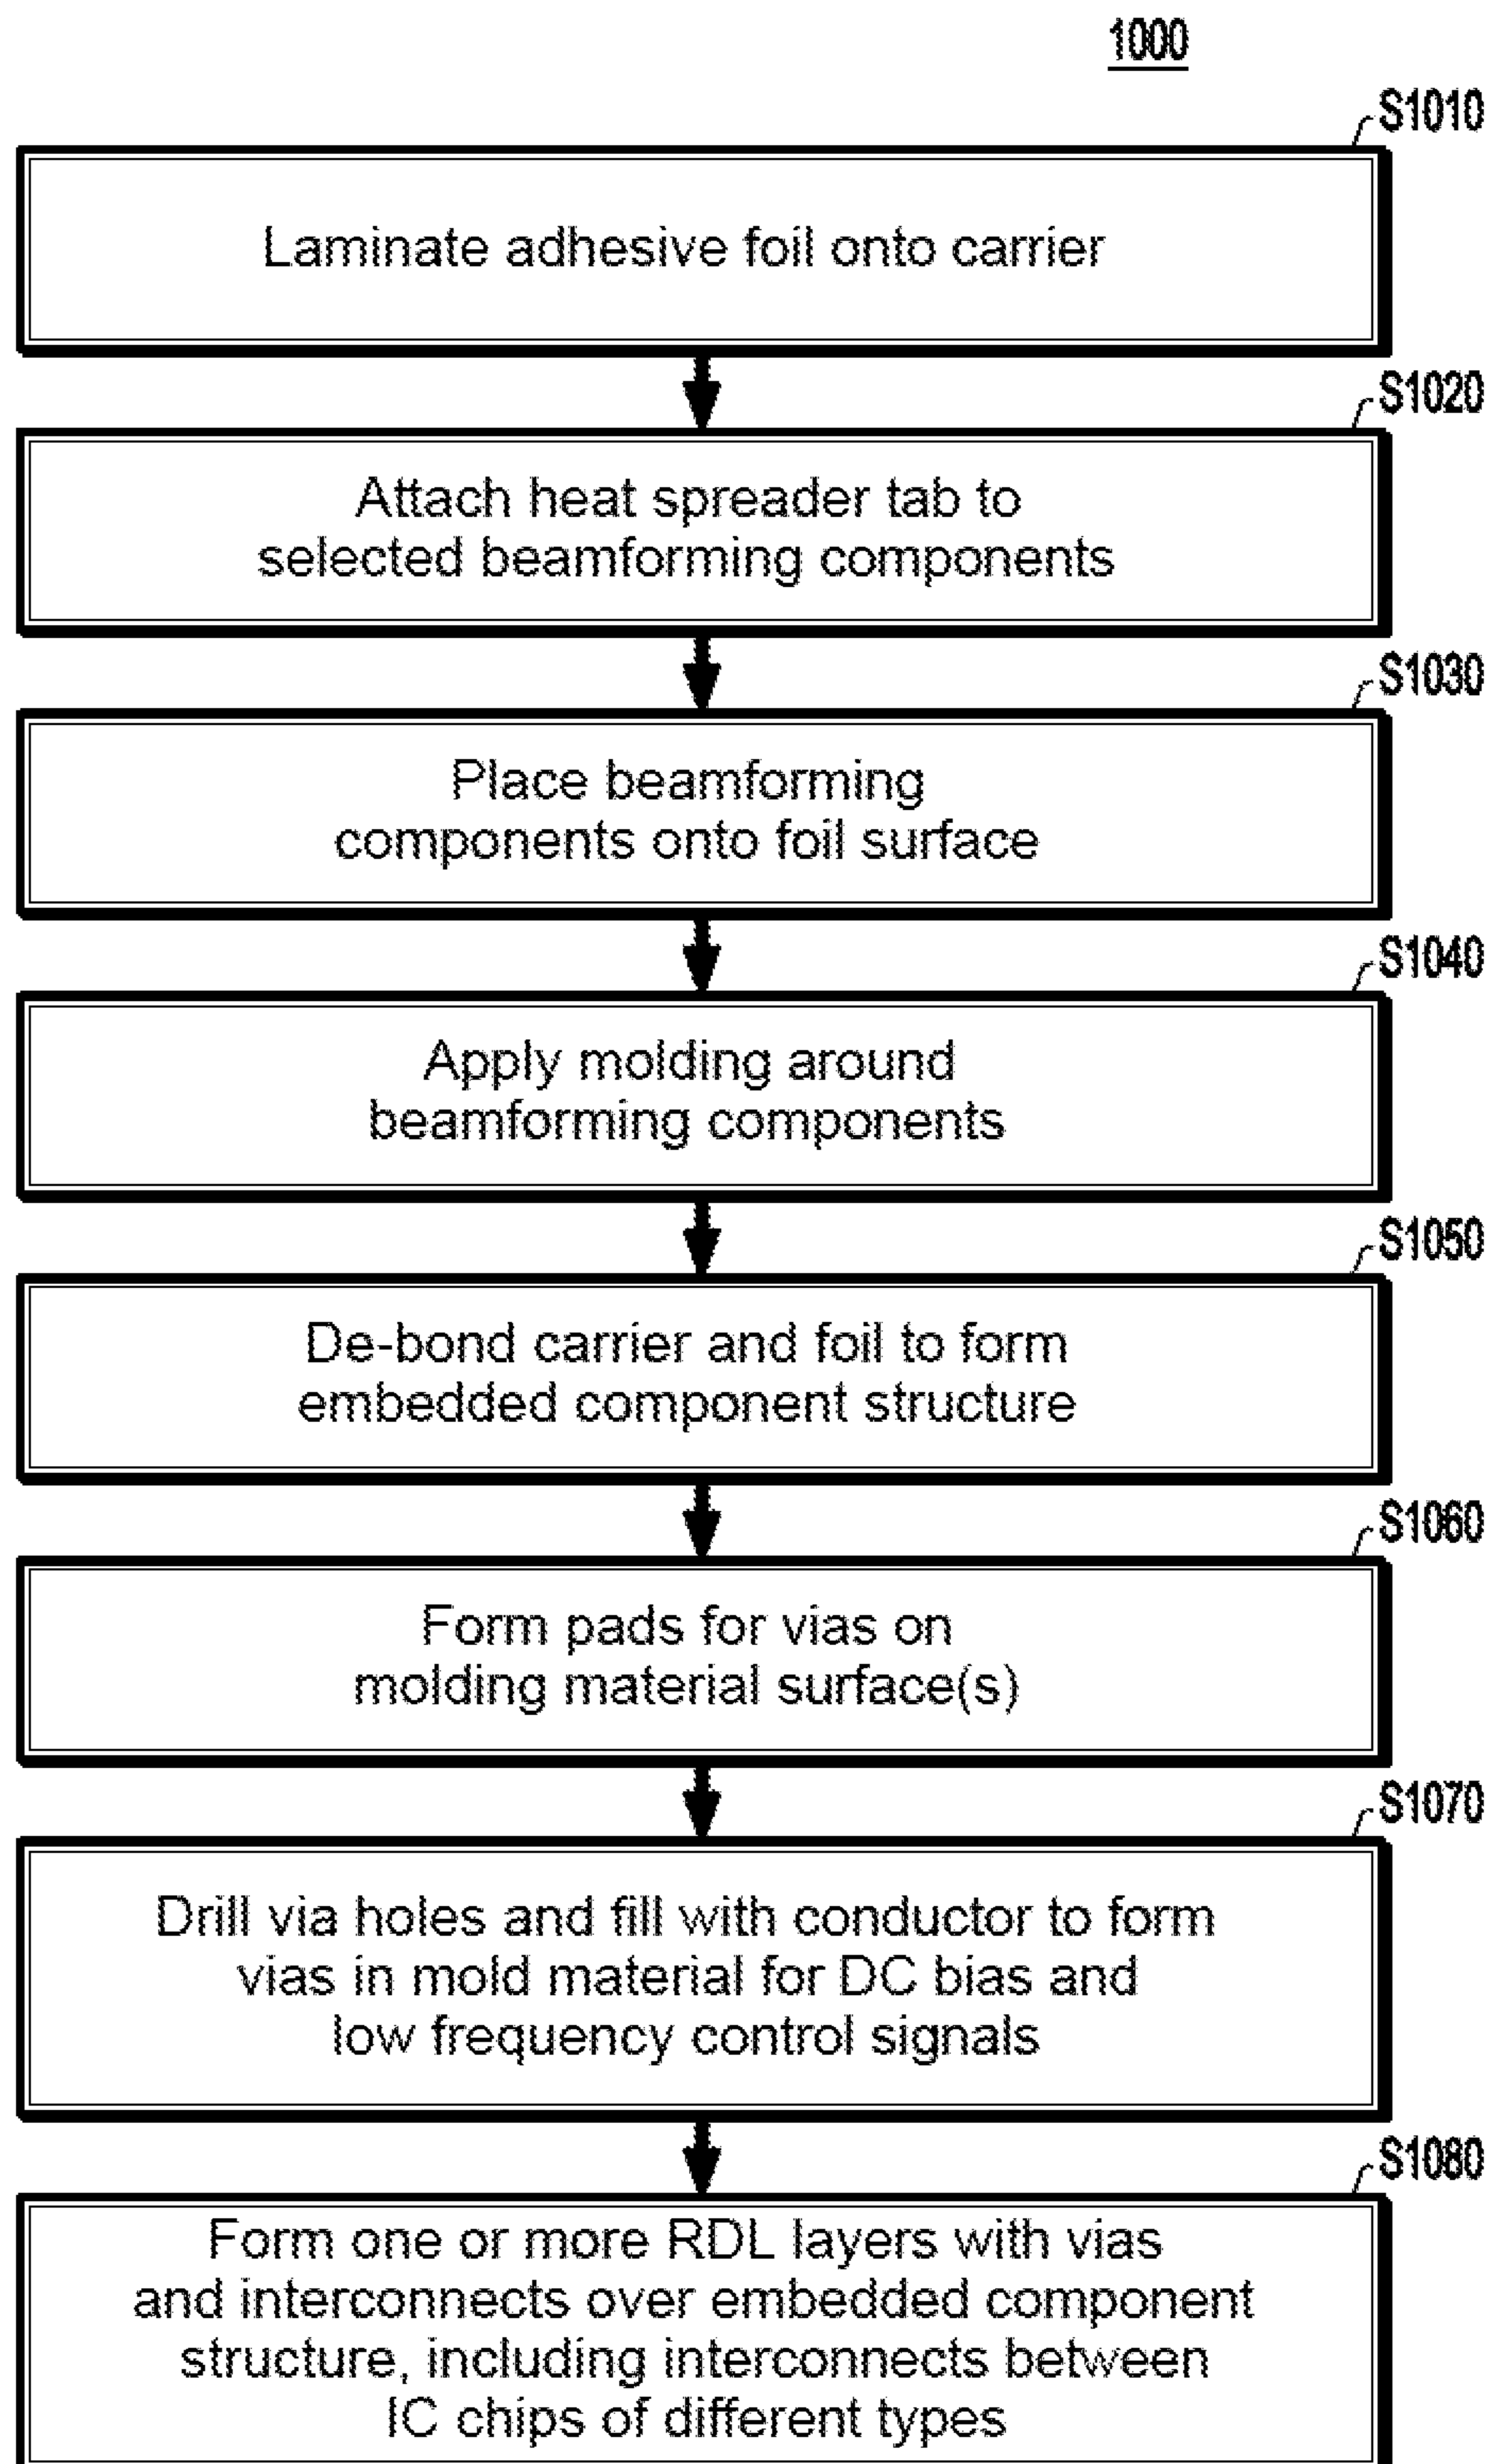 1000
S1010
Laminate adhesive foil onto carrier
S1020
Attach heat spreader tab to
selected beamforming components
S1030
Place beamforming
components onto foil surface
S1040
Apply molding around
beamforming components
S1050
De-bond carrier and foil to form
embedded component structure
S1060
Form pads for vias on
molding material surface(s)
S1070
Drill via holes and fill with conductor to form
vias in mold material for DC bias and
low frequency control signals
S1080
Form one or more RDL layers with vias
and interconnects over embedded component
structure, including interconnects between
IC chips of different types